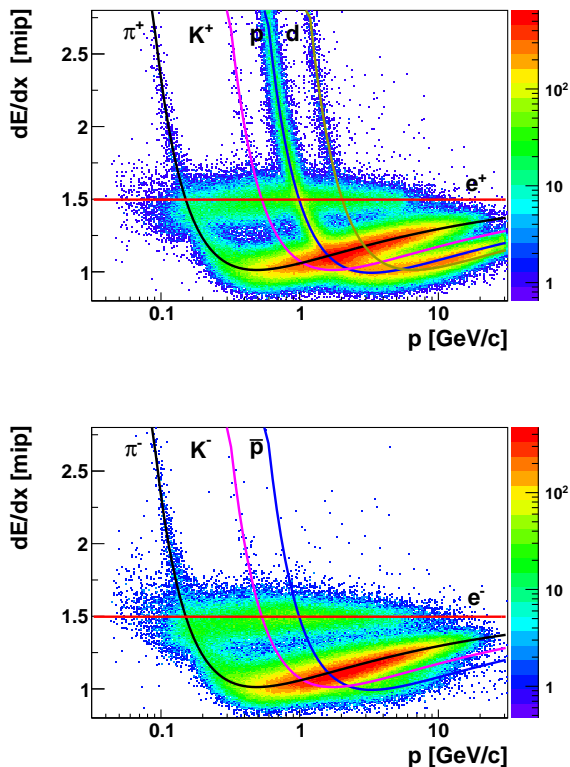 dE/dx [mip]
2.5
2
1.5
1
π⁺ K⁺ p d
e⁺
0.1 1 10
p [GeV/c]
10²
10
1
dE/dx [mip]
2.5
2
1.5
1
π⁻ K⁻ p̅
e⁻
0.1 1 10
p [GeV/c]
10²
10
1